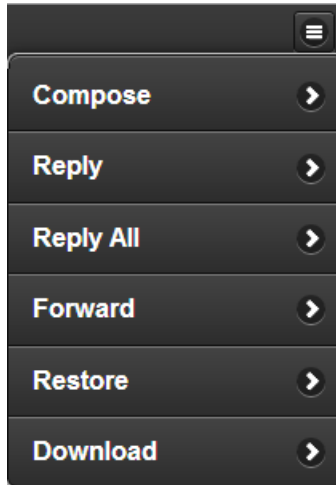 Compose
Reply
Reply All
Forward
Restore
Download